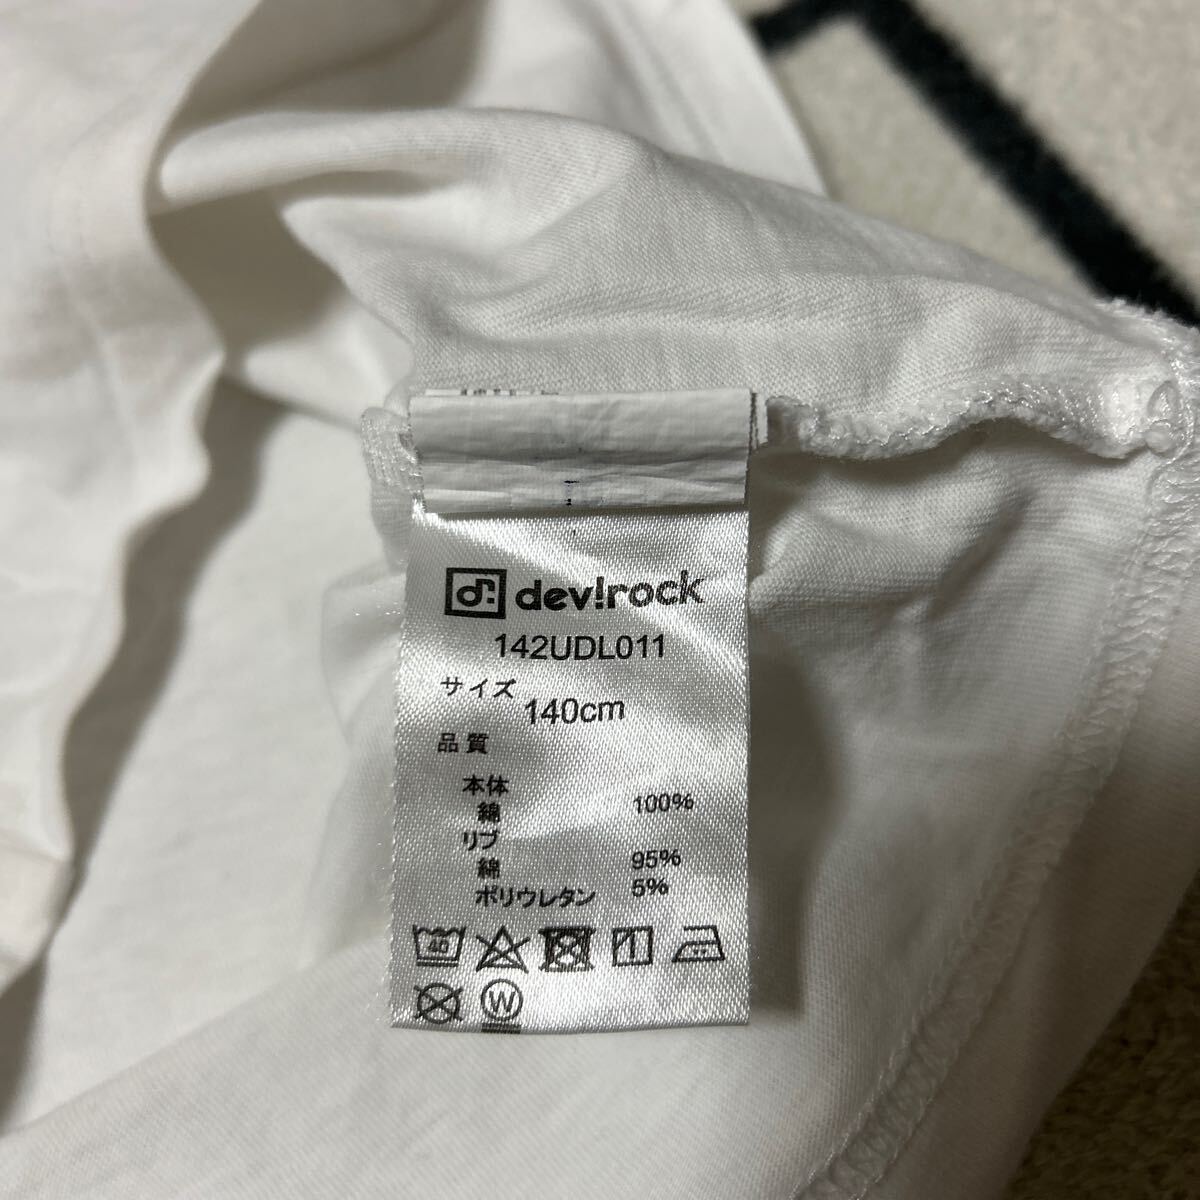 dev!rock
142UDL011
サイズ
140cm
品質
本体
綿 100%
リブ
綿 95%
ポリウレタン 5%
40
W